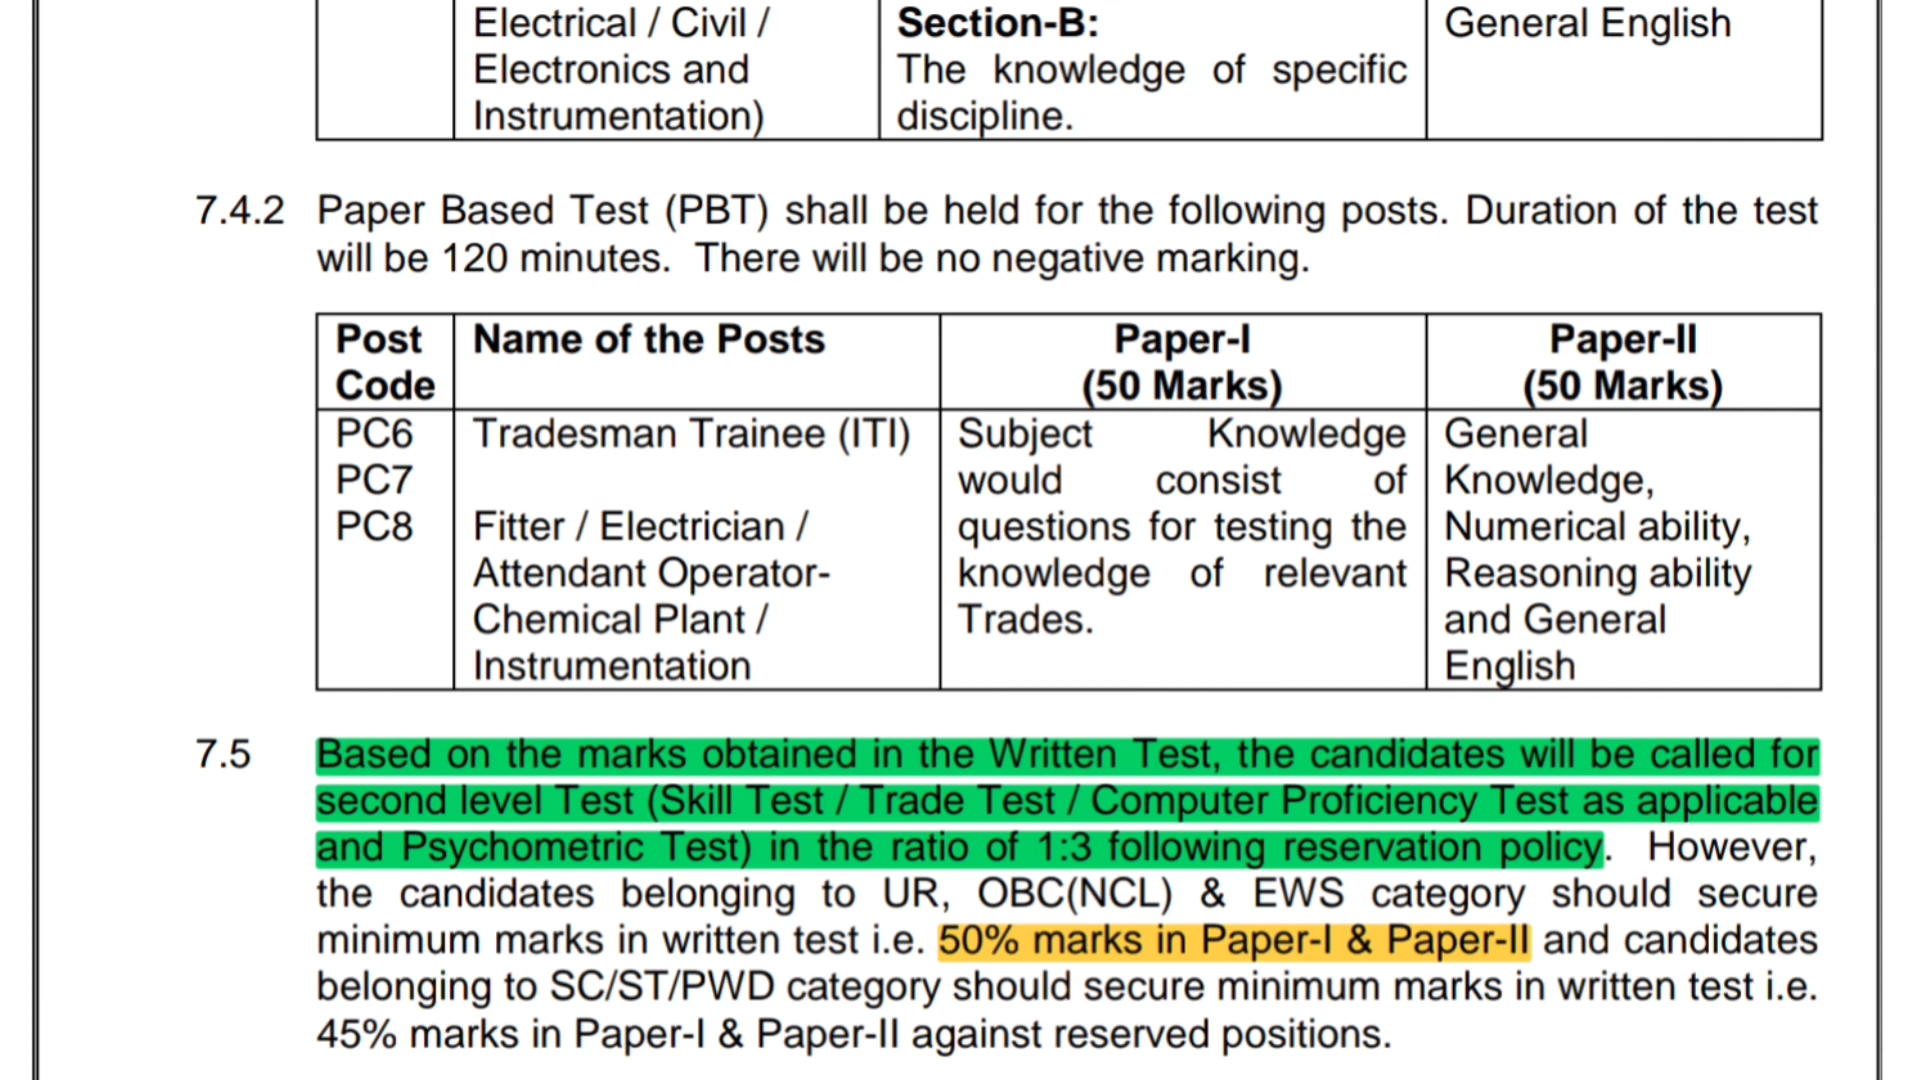 Electrical / Civil /
Electronics and
Instrumentation)
Section-B:
The knowledge of specific
discipline.
General English
7.4.2 Paper Based Test (PBT) shall be held for the following posts. Duration of the test
will be 120 minutes. There will be no negative marking.
Post
Code
Name of the Posts
Paper-I
(50 Marks)
Paper-II
(50 Marks)
PC6
PC7
PC8
Tradesman Trainee (ITI)
Fitter / Electrician /
Attendant Operator-
Chemical Plant /
Instrumentation
Subject Knowledge
would consist of
questions for testing the
knowledge of relevant
Trades.
General
Knowledge,
Numerical ability,
Reasoning ability
and General
English
7.5 Based on the marks obtained in the Written Test, the candidates will be called for
second level Test (Skill Test / Trade Test / Computer Proficiency Test as applicable
and Psychometric Test) in the ratio of 1:3 following reservation policy. However,
the candidates belonging to UR, OBC(NCL) & EWS category should secure
minimum marks in written test i.e. 50% marks in Paper-I & Paper-II and candidates
belonging to SC/ST/PWD category should secure minimum marks in written test i.e.
45% marks in Paper-I & Paper-II against reserved positions.